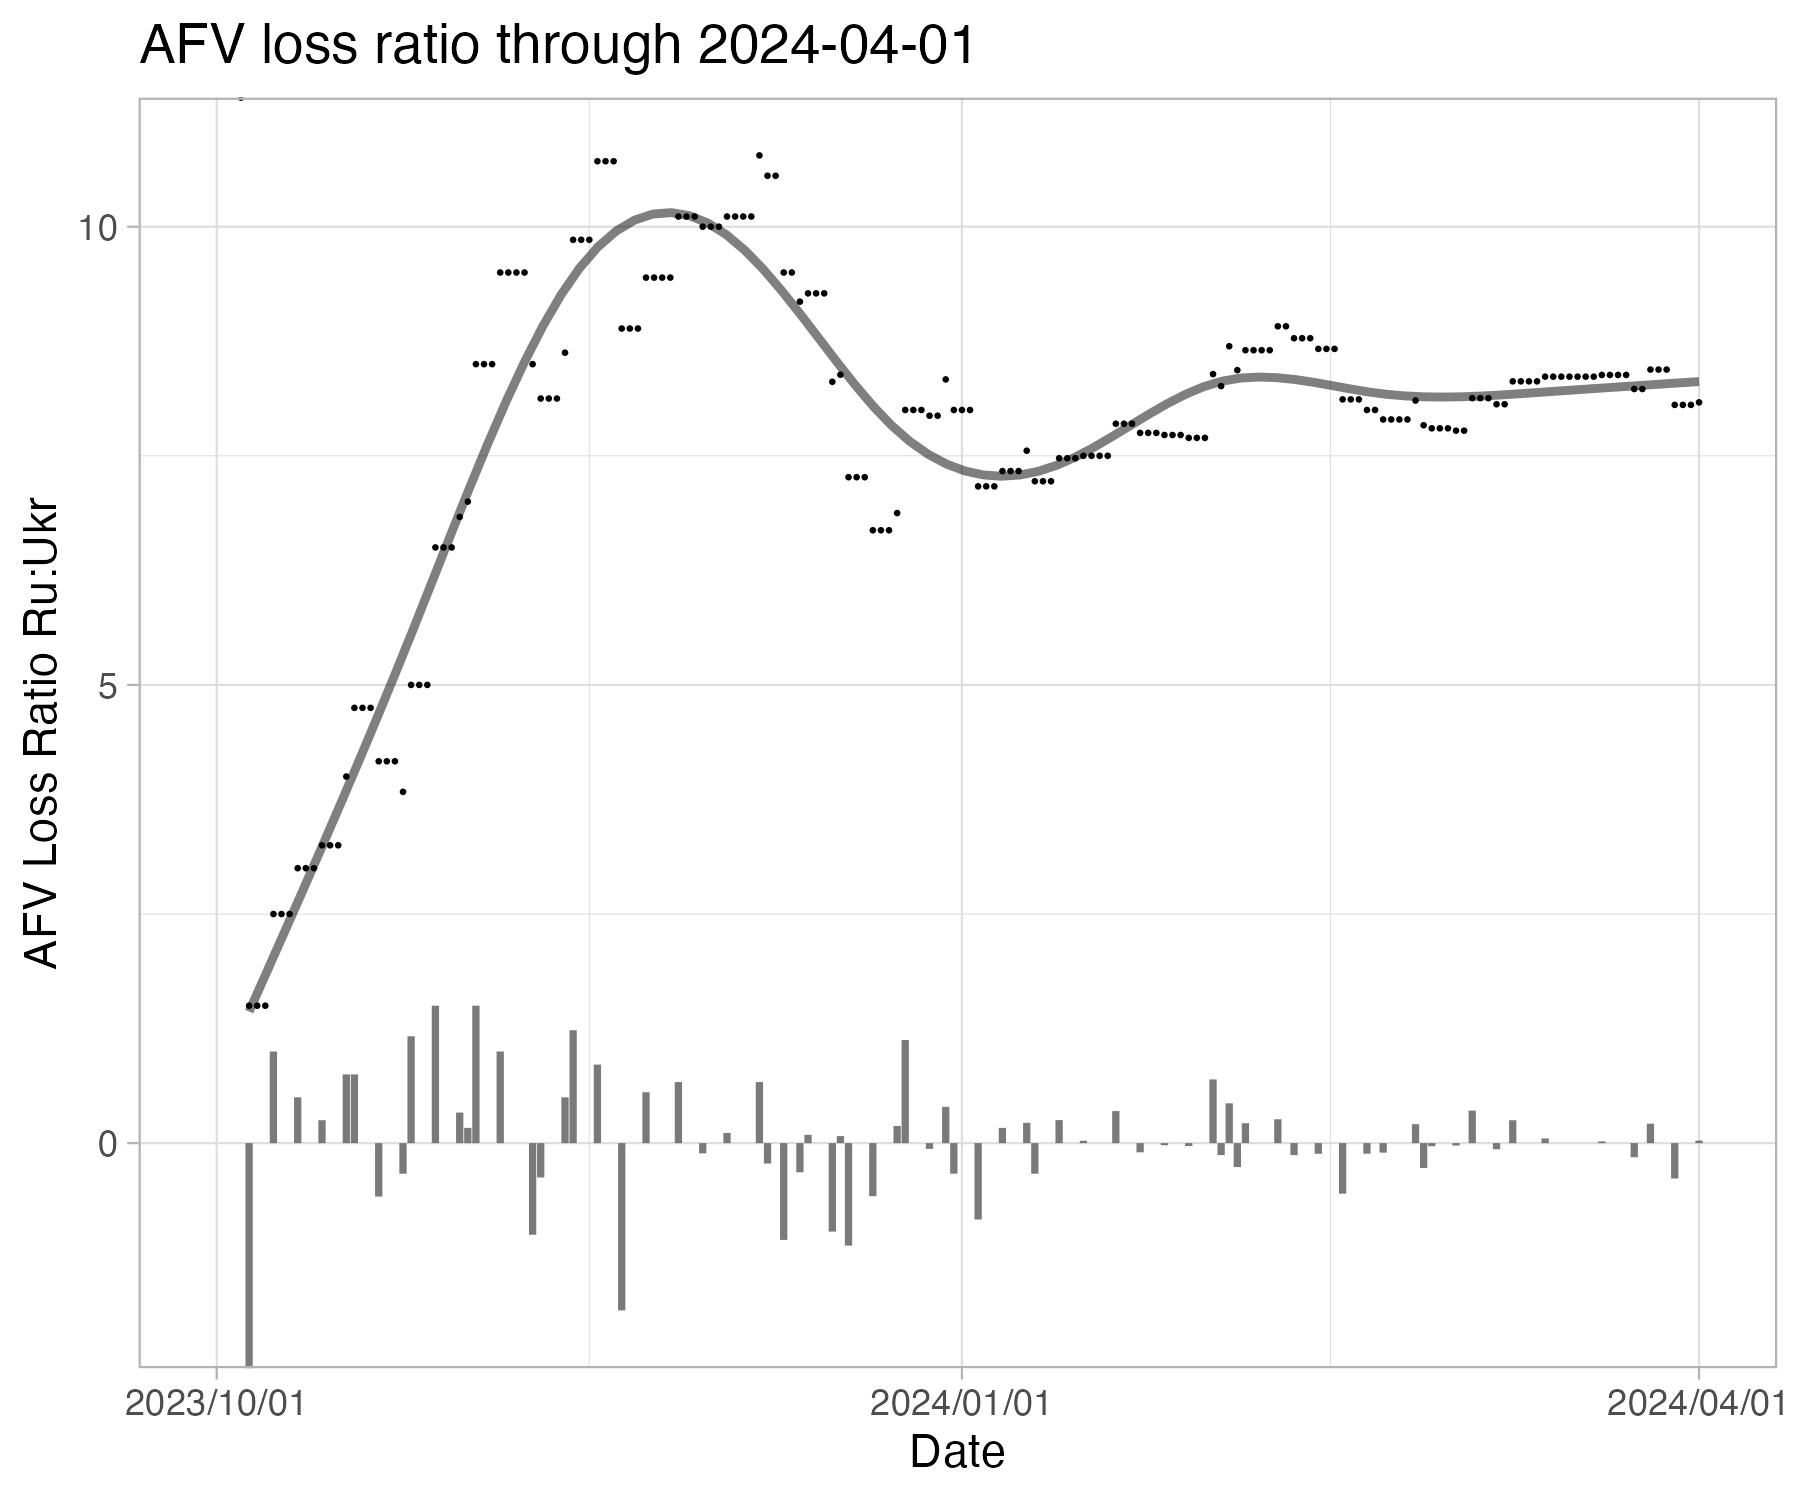 AFV loss ratio through 2024-04-01
AFV Loss Ratio Ru:Ukr
10
5
0
2023/10/01
2024/01/01
2024/04/01
Date